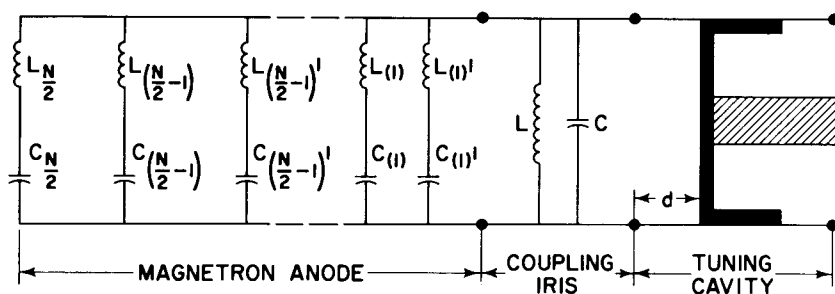 L N/2
L (N/2 -1)
L (N/2 -1)'
L(1)
L(1)'
L
C
C N/2
C (N/2 -1)
C (N/2 -1)'
C(1)
C(1)'
d
MAGNETRON ANODE
COUPLING
IRIS
TUNING
CAVITY